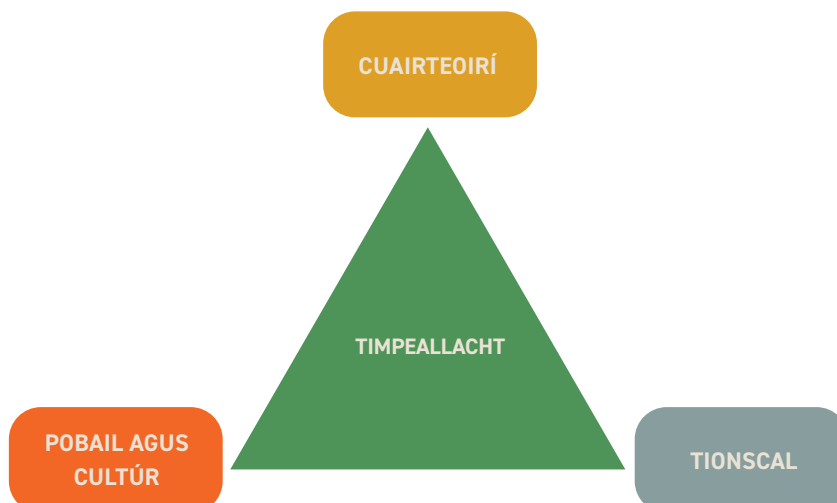 CUAIRTEOIRÍ
TIMPEALLACHT
POBAIL AGUS
CULTÚR
TIONSCAL